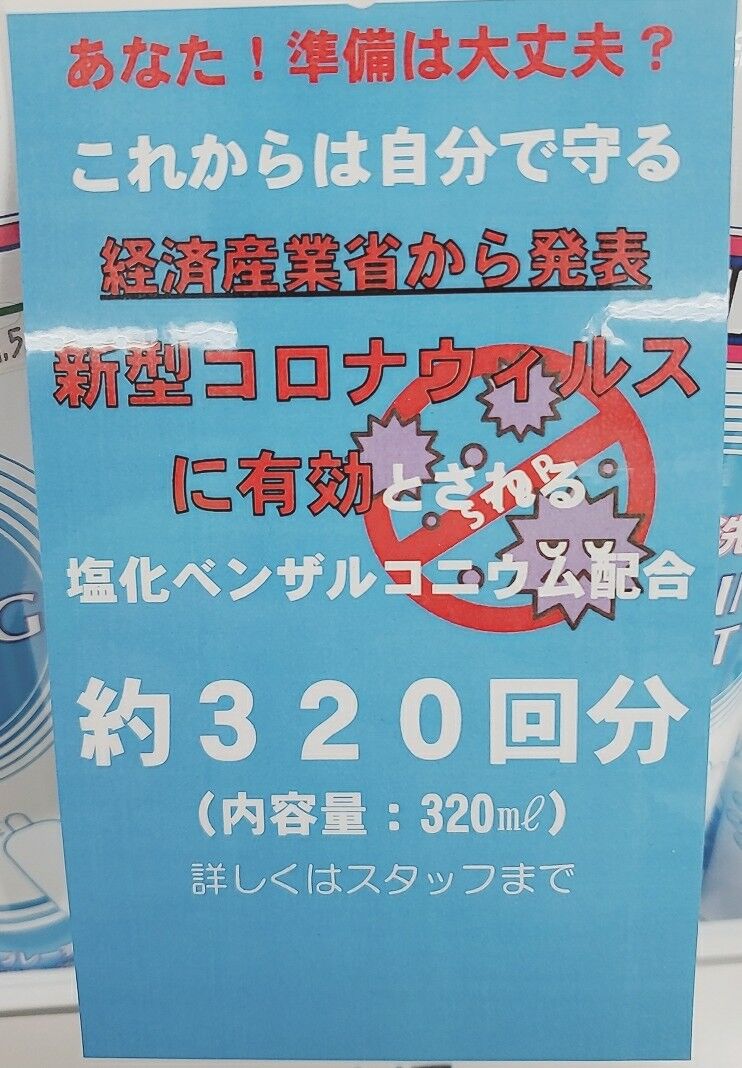 あなた！準備は大丈夫？
これからは自分で守る
経済産業省から発表
新型コロナウィルス
に有効とされる
STOP
塩化ベンザルコニウム配合
約３２０回分
（内容量：320㎖）
詳しくはスタッフまで
.5
G
洗
T